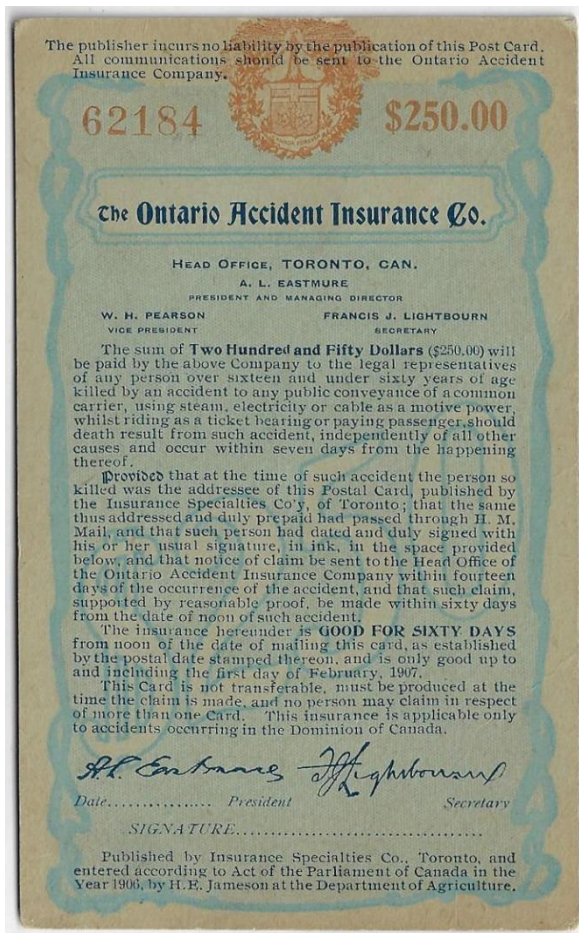 The publisher incurs no liability by the publication of this Post Card.
All communications should be sent to the Ontario Accident
Insurance Company.
62184 $250.00
The Ontario Accident Insurance Co.
HEAD OFFICE, TORONTO, CAN.
A. L. EASTMURE
PRESIDENT AND MANAGING DIRECTOR
W. H. PEARSON FRANCIS J. LIGHTBOURN
VICE PRESIDENT SECRETARY
The sum of Two Hundred and Fifty Dollars ($250.00) will
be paid by the above Company to the legal representatives
of any person over sixteen and under sixty years of age
killed by an accident to any public conveyance of a common
carrier, using steam, electricity or cable as a motive power,
whilst riding as a ticket bearing or paying passenger, should
death result from such accident, independently of all other
causes and occur within seven days from the happening
thereof.
Provided that at the time of such accident the person so
killed was the addressee of this Postal Card, published by
the Insurance Specialties Co'y, of Toronto; that the same
thus addressed and duly prepaid had passed through H. M.
Mail, and that such person had dated and duly signed with
his or her usual signature, in ink, in the space provided
below, and that notice of claim be sent to the Head Office of
the Ontario Accident Insurance Company within fourteen
days of the occurrence of the accident, and that such claim,
supported by reasonable proof, be made within sixty days
from the date of noon of such accident.
The insurance hereunder is GOOD FOR SIXTY DAYS
from noon of the date of mailing this card, as established
by the postal date stamped thereon, and is only good up to
and including the first day of February, 1907.
This Card is not transferable, must be produced at the
time the claim is made, and no person may claim in respect
of more than one Card. This insurance is applicable only
to accidents occurring in the Dominion of Canada.
A.L. Eastmure F.J. Lightbourn
Date............... President Secretary
SIGNATURE...................................
Published by Insurance Specialties Co., Toronto, and
entered according to Act of the Parliament of Canada in the
Year 1906, by H.E. Jameson at the Department of Agriculture.